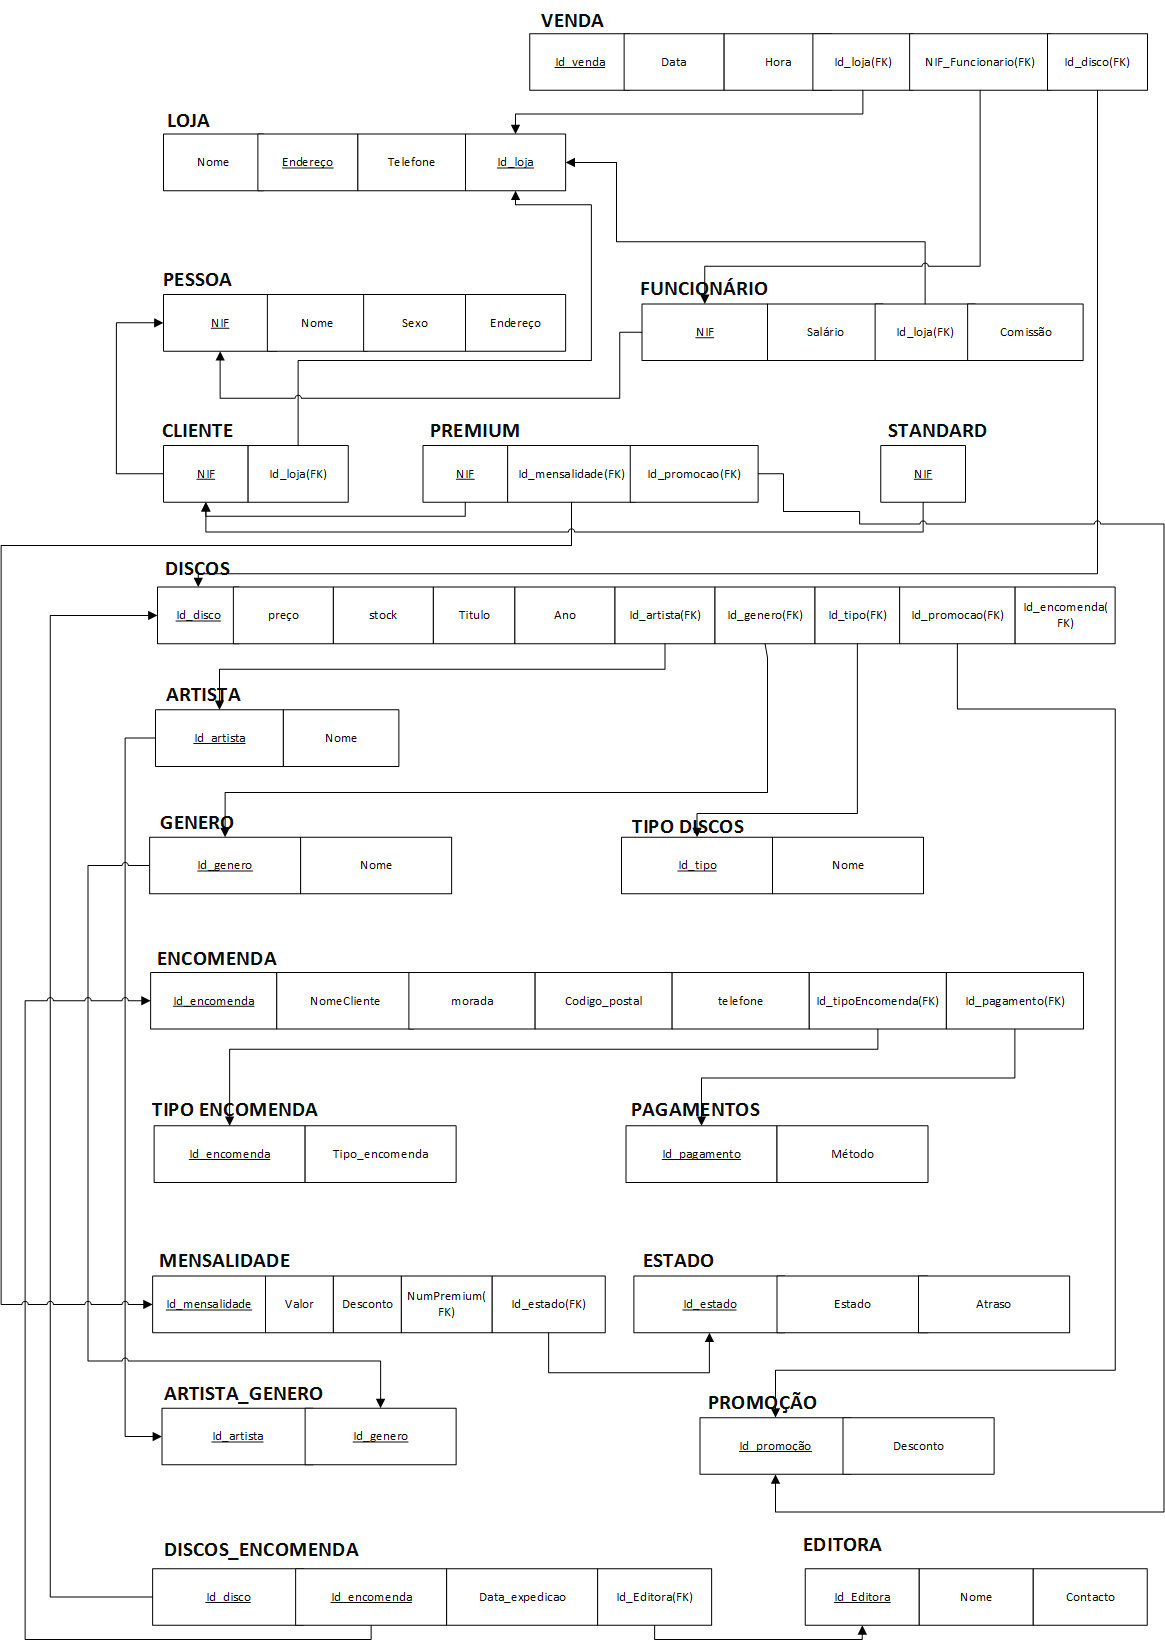 VENDA
Id_venda Data Hora Id_loja(FK) NIF_Funcionario(FK) Id_disco(FK)
LOJA
Nome Endereço Telefone Id_loja
PESSOA
NIF Nome Sexo Endereço
FUNCIONÁRIO
NIF Salário Id_loja(FK) Comissão
CLIENTE
NIF Id_loja(FK)
PREMIUM
NIF Id_mensalidade(FK) Id_promocao(FK)
STANDARD
NIF
DISCOS
Id_disco preço stock Titulo Ano Id_artista(FK) Id_genero(FK) Id_tipo(FK) Id_promocao(FK) Id_encomenda(
FK)
ARTISTA
Id_artista Nome
GENERO
Id_genero Nome
TIPO DISCOS
Id_tipo Nome
ENCOMENDA
Id_encomenda NomeCliente morada Codigo_postal telefone Id_tipoEncomenda(FK) Id_pagamento(FK)
TIPO ENCOMENDA
Id_encomenda Tipo_encomenda
PAGAMENTOS
Id_pagamento Método
MENSALIDADE
Id_mensalidade Valor Desconto NumPremium(
FK) Id_estado(FK)
ESTADO
Id_estado Estado Atraso
ARTISTA_GENERO
Id_artista Id_genero
PROMOÇÃO
Id_promoção Desconto
DISCOS_ENCOMENDA
Id_disco Id_encomenda Data_expedicao Id_Editora(FK)
EDITORA
Id_Editora Nome Contacto